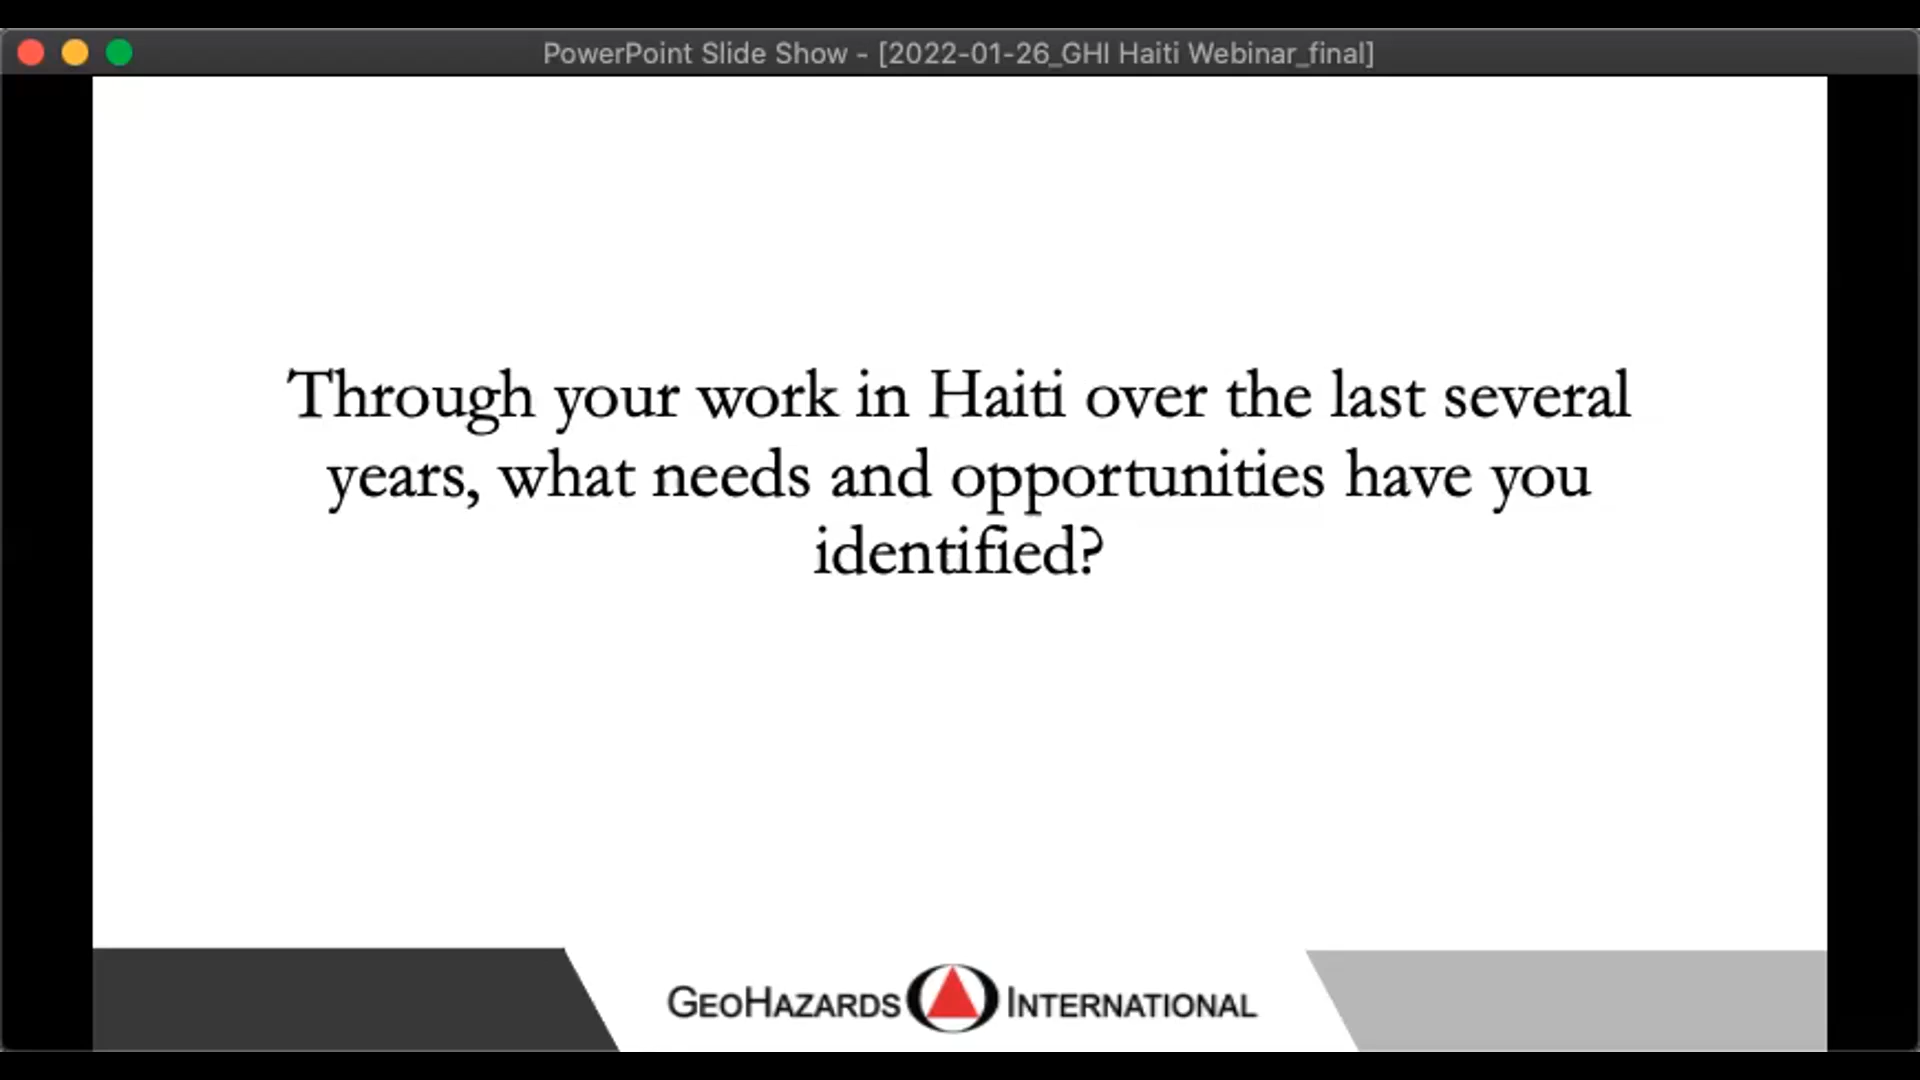 PowerPoint Slide Show - [2022-01-26_GHI Haiti Webinar_final]
Through your work in Haiti over the last several
years, what needs and opportunities have you
identified?
GEOHAZARDS INTERNATIONAL